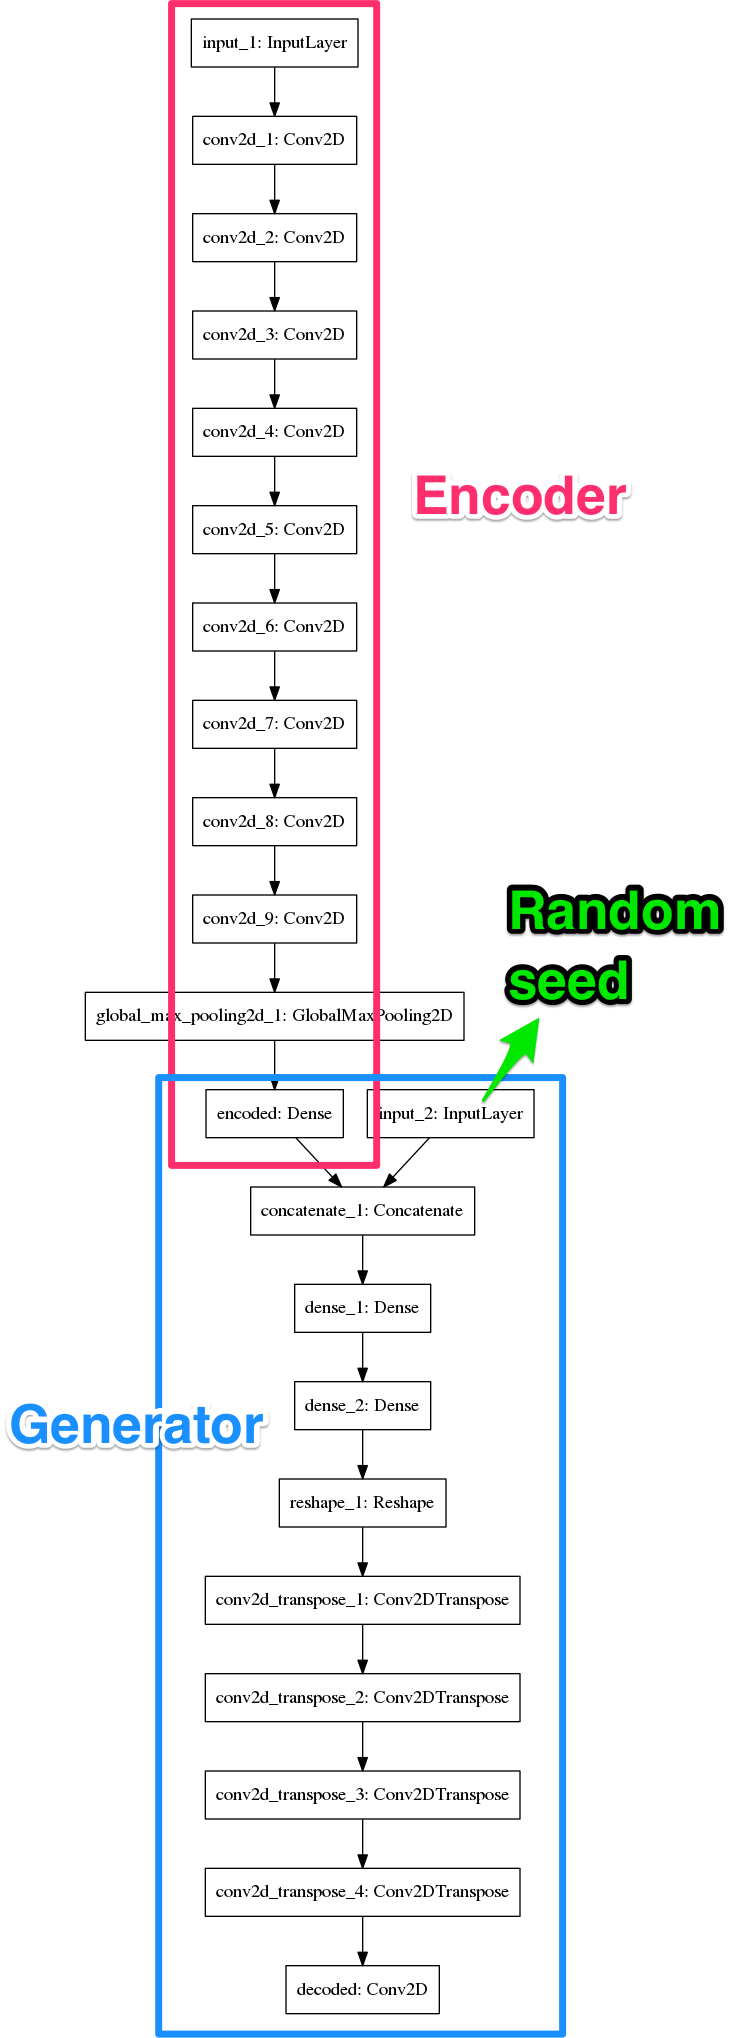 input_1: InputLayer
conv2d_1: Conv2D
conv2d_2: Conv2D
conv2d_3: Conv2D
conv2d_4: Conv2D
Encoder
conv2d_5: Conv2D
conv2d_6: Conv2D
conv2d_7: Conv2D
conv2d_8: Conv2D
conv2d_9: Conv2D
Random
seed
global_max_pooling2d_1: GlobalMaxPooling2D
encoded: Dense
input_2: InputLayer
concatenate_1: Concatenate
dense_1: Dense
dense_2: Dense
Generator
reshape_1: Reshape
conv2d_transpose_1: Conv2DTranspose
conv2d_transpose_2: Conv2DTranspose
conv2d_transpose_3: Conv2DTranspose
conv2d_transpose_4: Conv2DTranspose
decoded: Conv2D